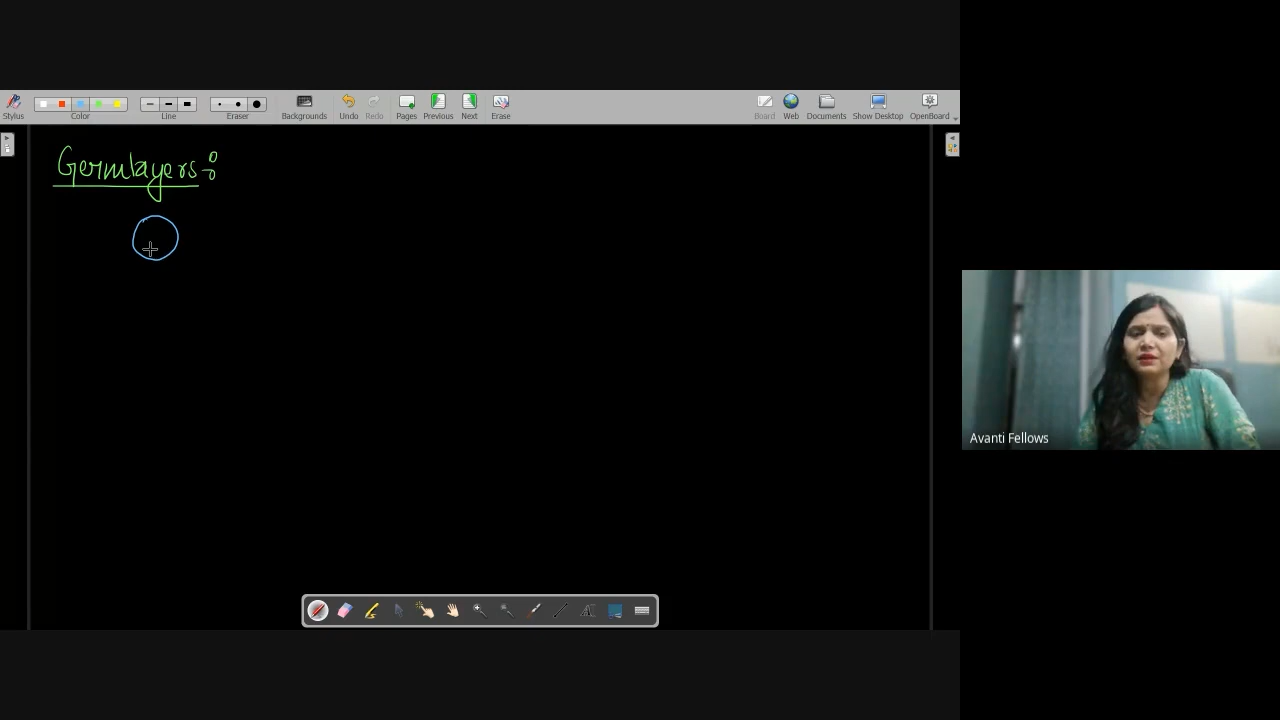 Stylus Color Line Eraser Backgrounds Undo Redo Pages Previous Next Erase Board Web Documents Show Desktop OpenBoard
Germlayers :-
Avanti Fellows